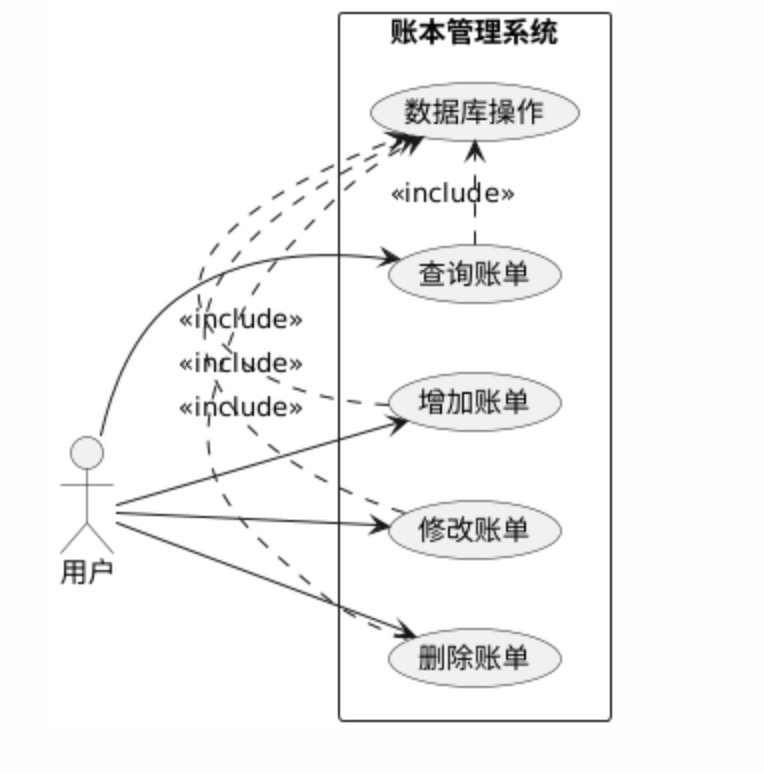 账本管理系统
数据库操作
«include»
查询账单
«include»
«include»
增加账单
«include»
修改账单
用户
删除账单